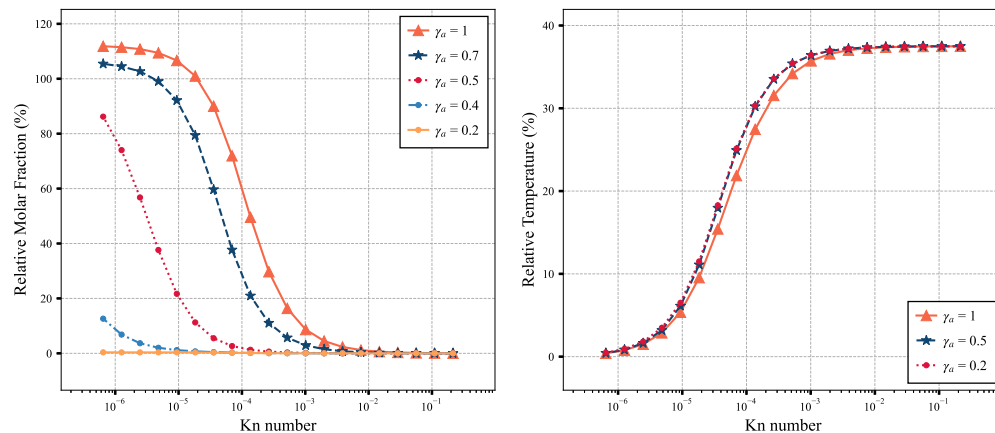 Relative Molar Fraction (%)
120
100
80
60
40
20
0
10⁻⁶ 10⁻⁵ 10⁻⁴ 10⁻³ 10⁻² 10⁻¹
Kn number
γₐ = 1
γₐ = 0.7
γₐ = 0.5
γₐ = 0.4
γₐ = 0.2
Relative Temperature (%)
40
30
20
10
0
10⁻⁶ 10⁻⁵ 10⁻⁴ 10⁻³ 10⁻² 10⁻¹
Kn number
γₐ = 1
γₐ = 0.5
γₐ = 0.2